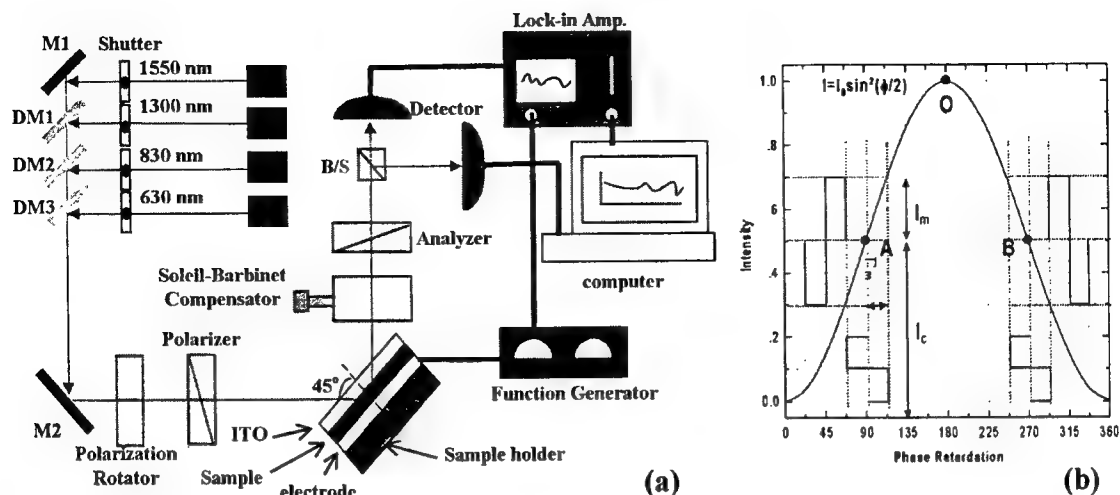 Lock-in Amp.
M1
Shutter
1550 nm
DM1
1300 nm
Detector
DM2
830 nm
B/S
DM3
630 nm
Analyzer
computer
Soleil-Barbinet
Compensator
Polarizer
45°
Function Generator
M2
ITO
Polarization
Rotator
Sample
Sample holder
electrode
(a)
I=I₀sin²(ϕ/2)
O
1.0
.8
.6
.4
.2
0.0
Intensity
Iₘ
A
B
I꜀
0 45 90 135 180 225 270 315 360
Phase Retardation
(b)